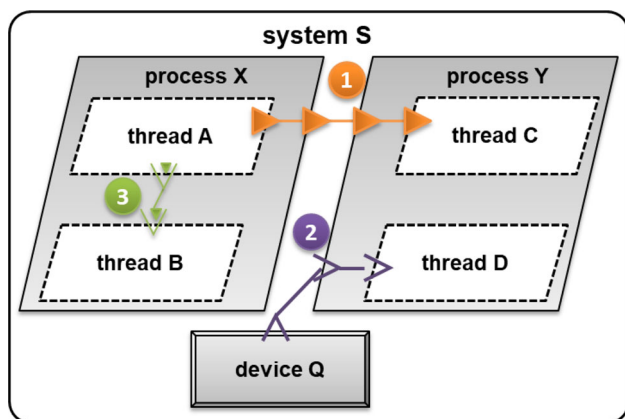 system S
process X
process Y
1
thread A
thread C
3
2
thread B
thread D
device Q